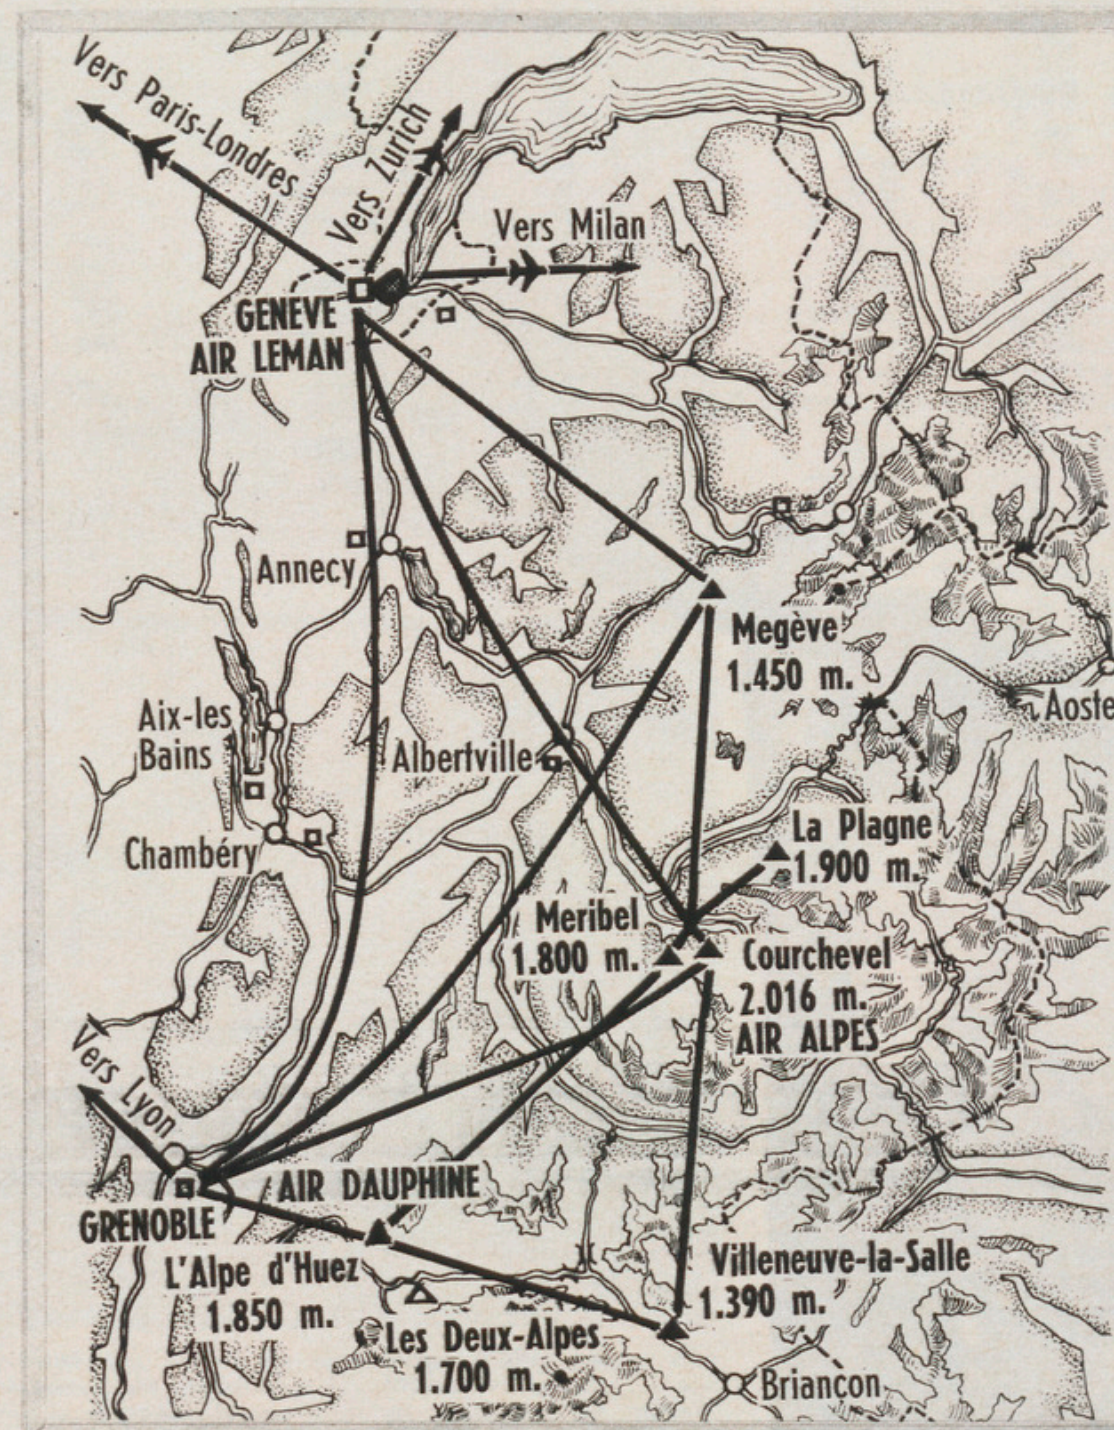 Vers Paris-Londres
Vers Zurich
Vers Milan
GENEVE
AIR LEMAN
Annecy
Megève
1.450 m.
Aoste
Aix-les
Bains
Albertville
La Plagne
1.900 m.
Chambéry
Meribel
1.800 m.
Courchevel
2.016 m.
AIR ALPES
Vers Lyon
AIR DAUPHINE
GRENOBLE
L'Alpe d'Huez
1.850 m.
Villeneuve-la-Salle
1.390 m.
Les Deux-Alpes
1.700 m.
Briançon